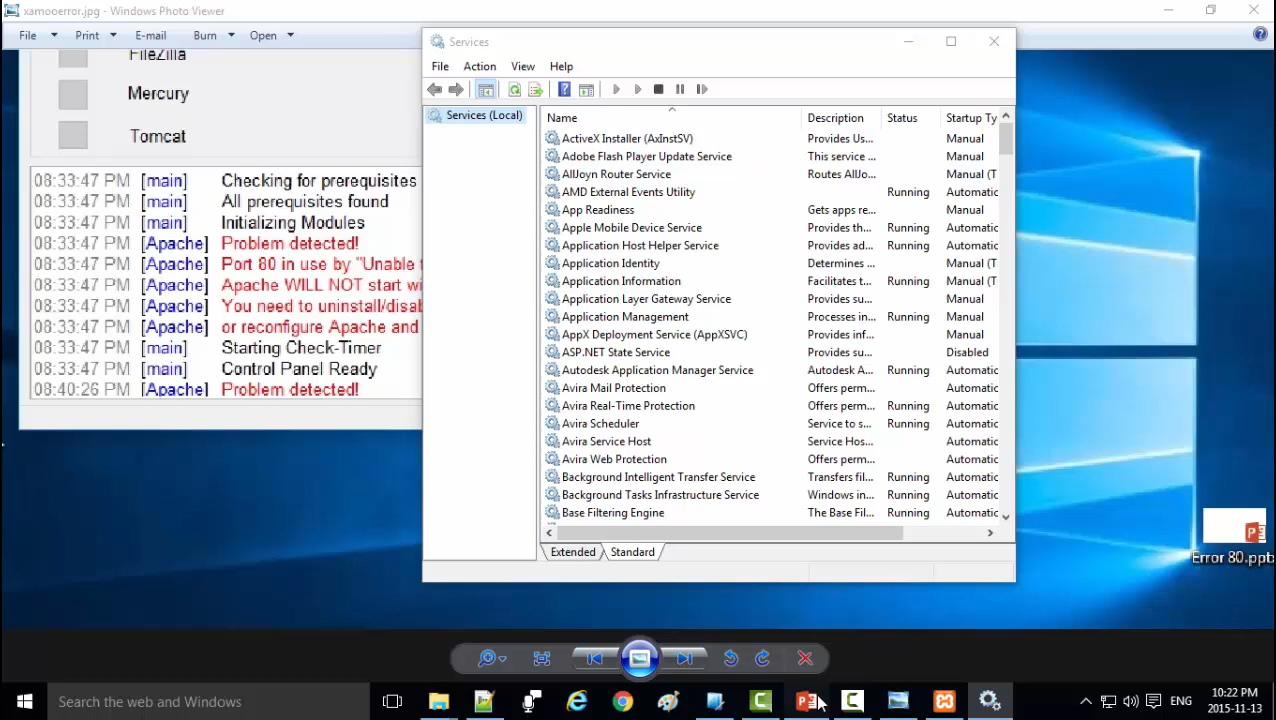 xamooerror.jpg - Windows Photo Viewer
File Print E-mail Burn Open
FileZilla
Mercury
Tomcat
08:33:47 PM [main] Checking for prerequisites
08:33:47 PM [main] All prerequisites found
08:33:47 PM [main] Initializing Modules
08:33:47 PM [Apache] Problem detected!
08:33:47 PM [Apache] Port 80 in use by "Unable t
08:33:47 PM [Apache] Apache WILL NOT start wi
08:33:47 PM [Apache] You need to uninstall/disab
08:33:47 PM [Apache] or reconfigure Apache and
08:33:47 PM [main] Starting Check-Timer
08:33:47 PM [main] Control Panel Ready
08:40:26 PM [Apache] Problem detected!
Services
File Action View Help
Services (Local)
Name Description Status Startup Ty
ActiveX Installer (AxInstSV) Provides Us... Manual
Adobe Flash Player Update Service This service ... Manual
AllJoyn Router Service Routes AllJo... Manual (T
AMD External Events Utility Running Automatic
App Readiness Gets apps re... Manual
Apple Mobile Device Service Provides th... Running Automatic
Application Host Helper Service Provides ad... Running Automatic
Application Identity Determines ... Manual (T
Application Information Facilitates t... Running Manual (T
Application Layer Gateway Service Provides su... Manual
Application Management Processes in... Running Manual
AppX Deployment Service (AppXSVC) Provides inf... Manual
ASP.NET State Service Provides su... Disabled
Autodesk Application Manager Service Autodesk A... Running Automatic
Avira Mail Protection Offers perm... Automatic
Avira Real-Time Protection Offers perm... Running Automatic
Avira Scheduler Service to s... Running Automatic
Avira Service Host Service Hos... Running Automatic
Avira Web Protection Offers perm... Automatic
Background Intelligent Transfer Service Transfers fil... Running Automatic
Background Tasks Infrastructure Service Windows in... Running Automatic
Base Filtering Engine The Base Fil... Running Automatic
Extended Standard
Error 80.pptx
Search the web and Windows
ENG
10:22 PM
2015-11-13